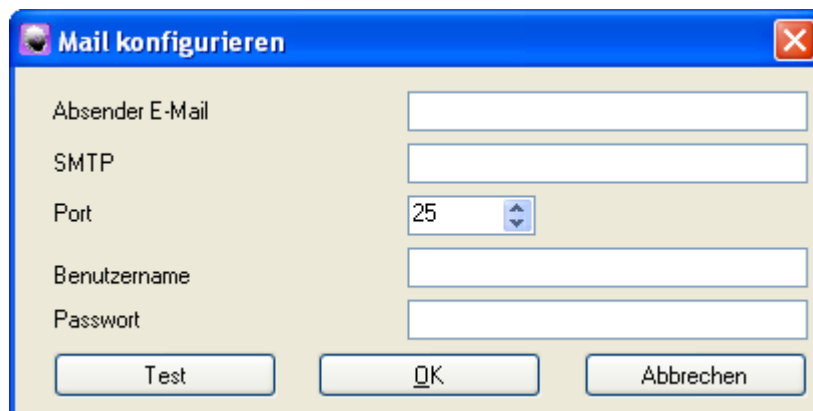 Mail konfigurieren
Absender E-Mail
SMTP
Port 25
Benutzername
Passwort
Test OK Abbrechen